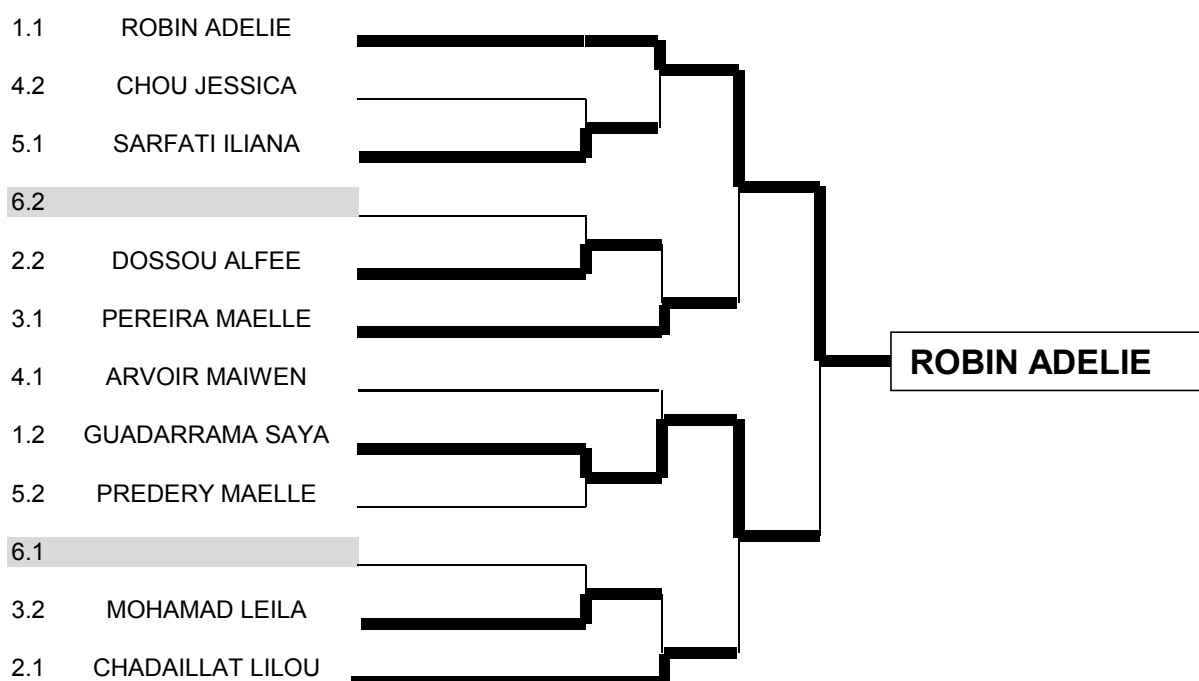 1.1 ROBIN ADELIE
4.2 CHOU JESSICA
5.1 SARFATI ILIANA
6.2
2.2 DOSSOU ALFEE
3.1 PEREIRA MAELLE
ROBIN ADELIE
4.1 ARVOIR MAIWEN
1.2 GUADARRAMA SAYA
5.2 PREDERY MAELLE
6.1
3.2 MOHAMAD LEILA
2.1 CHADAILLAT LILOU